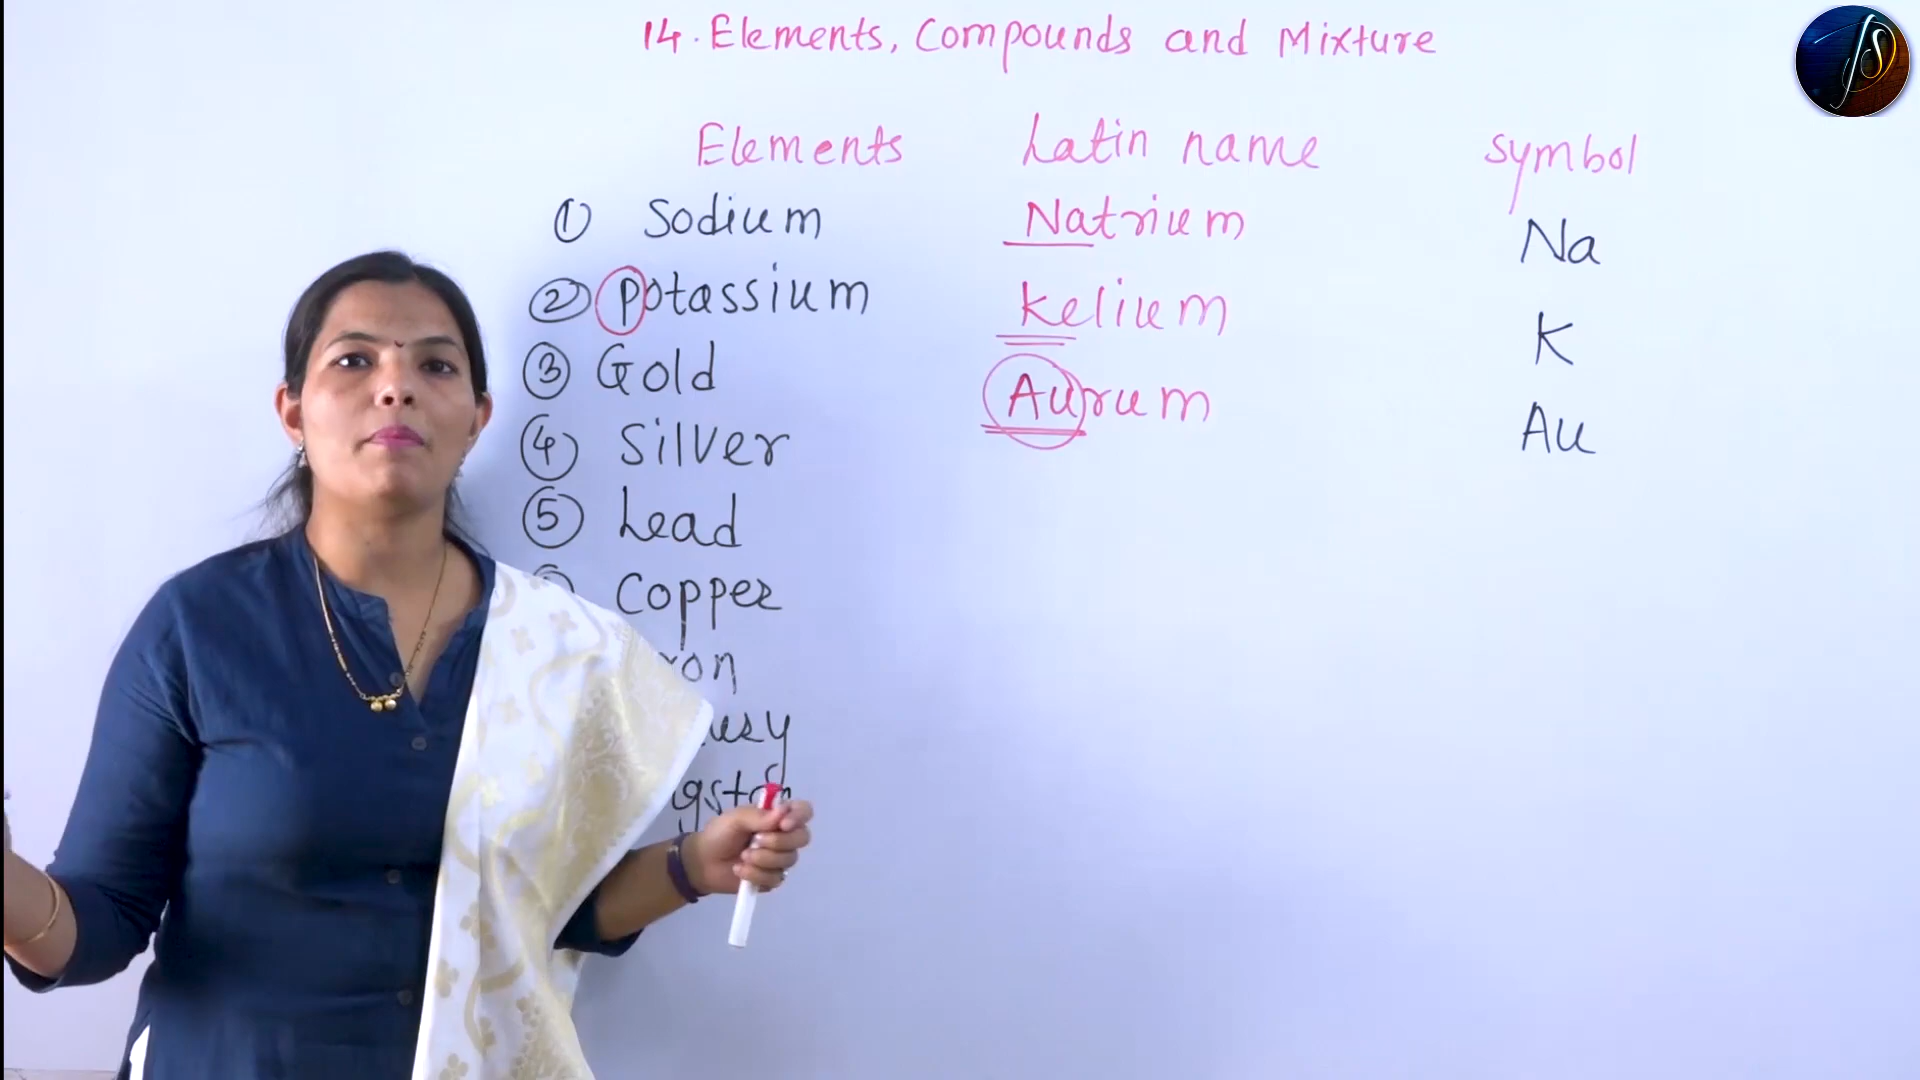 14. Elements, Compounds and Mixture
Elements Latin name Symbol
① Sodium Natrium Na
② Potassium Kelium K
③ Gold Aurum Au
④ Silver
⑤ Lead
Copper